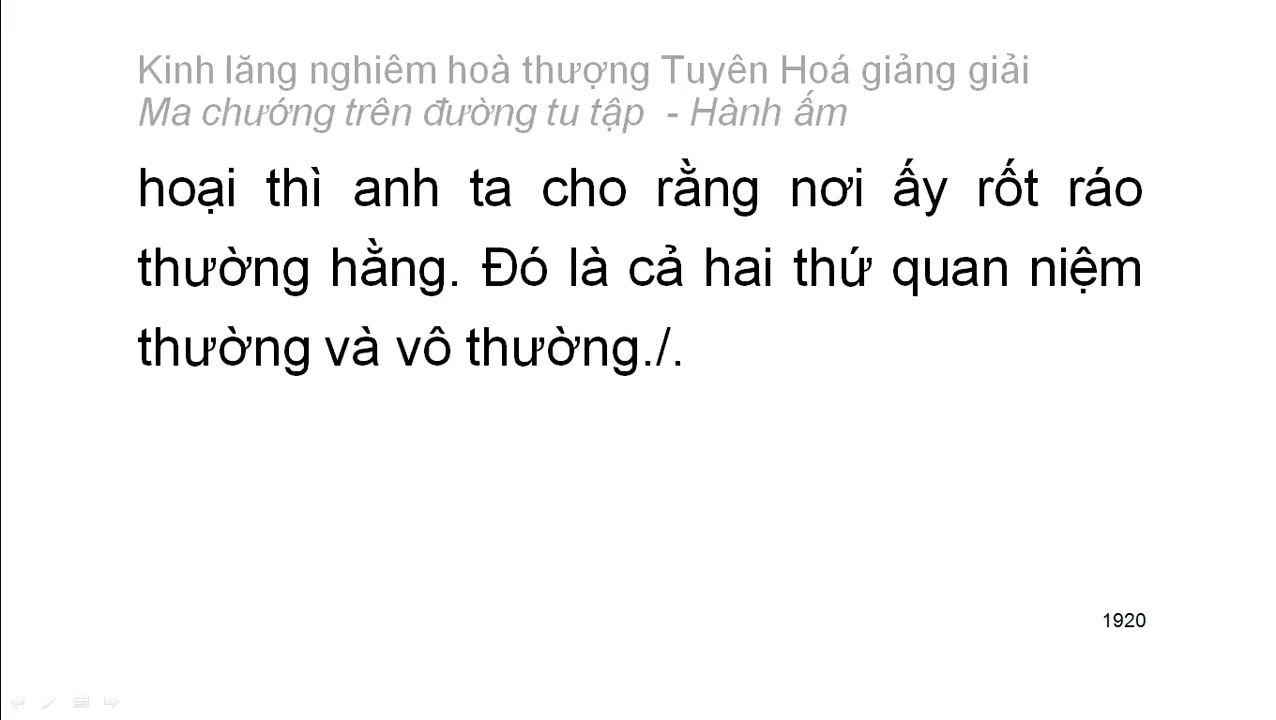 Kinh lăng nghiêm hoà thượng Tuyên Hoá giảng giải
Ma chướng trên đường tu tập - Hành ấm
hoại thì anh ta cho rằng nơi ấy rốt ráo
thường hằng. Đó là cả hai thứ quan niệm
thường và vô thường./.
1920